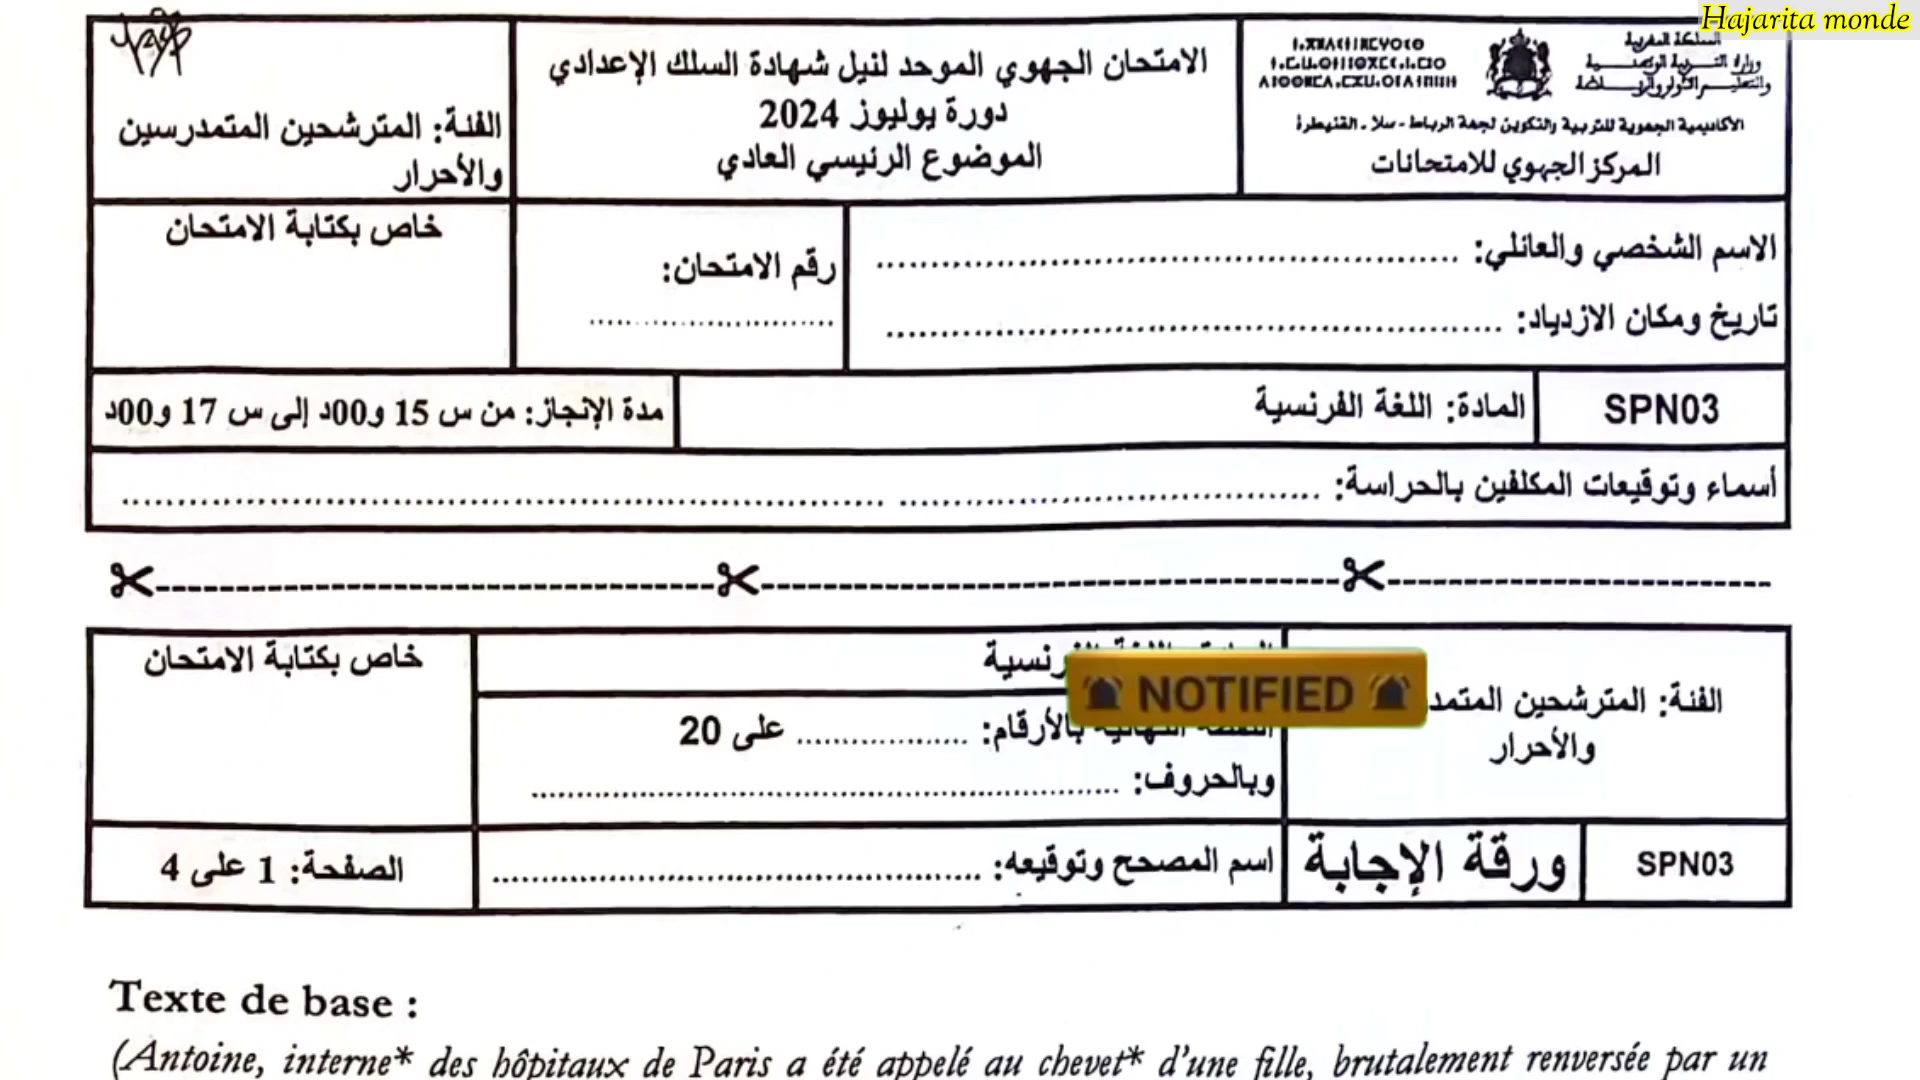 Hajarita monde
المملكة المغربية
وزارة التربية الوطنية
والتعليم الأولي والرياضة
الأكاديمية الجهوية للتربية والتكوين لجهة الرباط - سلا - القنيطرة
المركز الجهوي للامتحانات
الامتحان الجهوي الموحد لنيل شهادة السلك الإعدادي
دورة يوليوز 2024
الموضوع الرئيسي العادي
الفئة: المترشحين المتمدرسين
والأحرار
الاسم الشخصي والعائلي: ........................
تاريخ ومكان الازدياد: ........................
رقم الامتحان:
........................
خاص بكتابة الامتحان
SPN03
المادة: اللغة الفرنسية
مدة الإنجاز: من س 15 و00د إلى س 17 و00د
أسماء وتوقيعات المكلفين بالحراسة: ........................ ........................
الفئة: المترشحين المتمد
والأحرار
NOTIFIED
بالأرقام: .................. على 20
وبالحروف: ........................
خاص بكتابة الامتحان
SPN03
ورقة الإجابة
اسم المصحح وتوقيعه: ........................
الصفحة: 1 على 4
Texte de base :
(Antoine, interne* des hôpitaux de Paris a été appelé au chevet* d'une fille, brutalement renversée par un